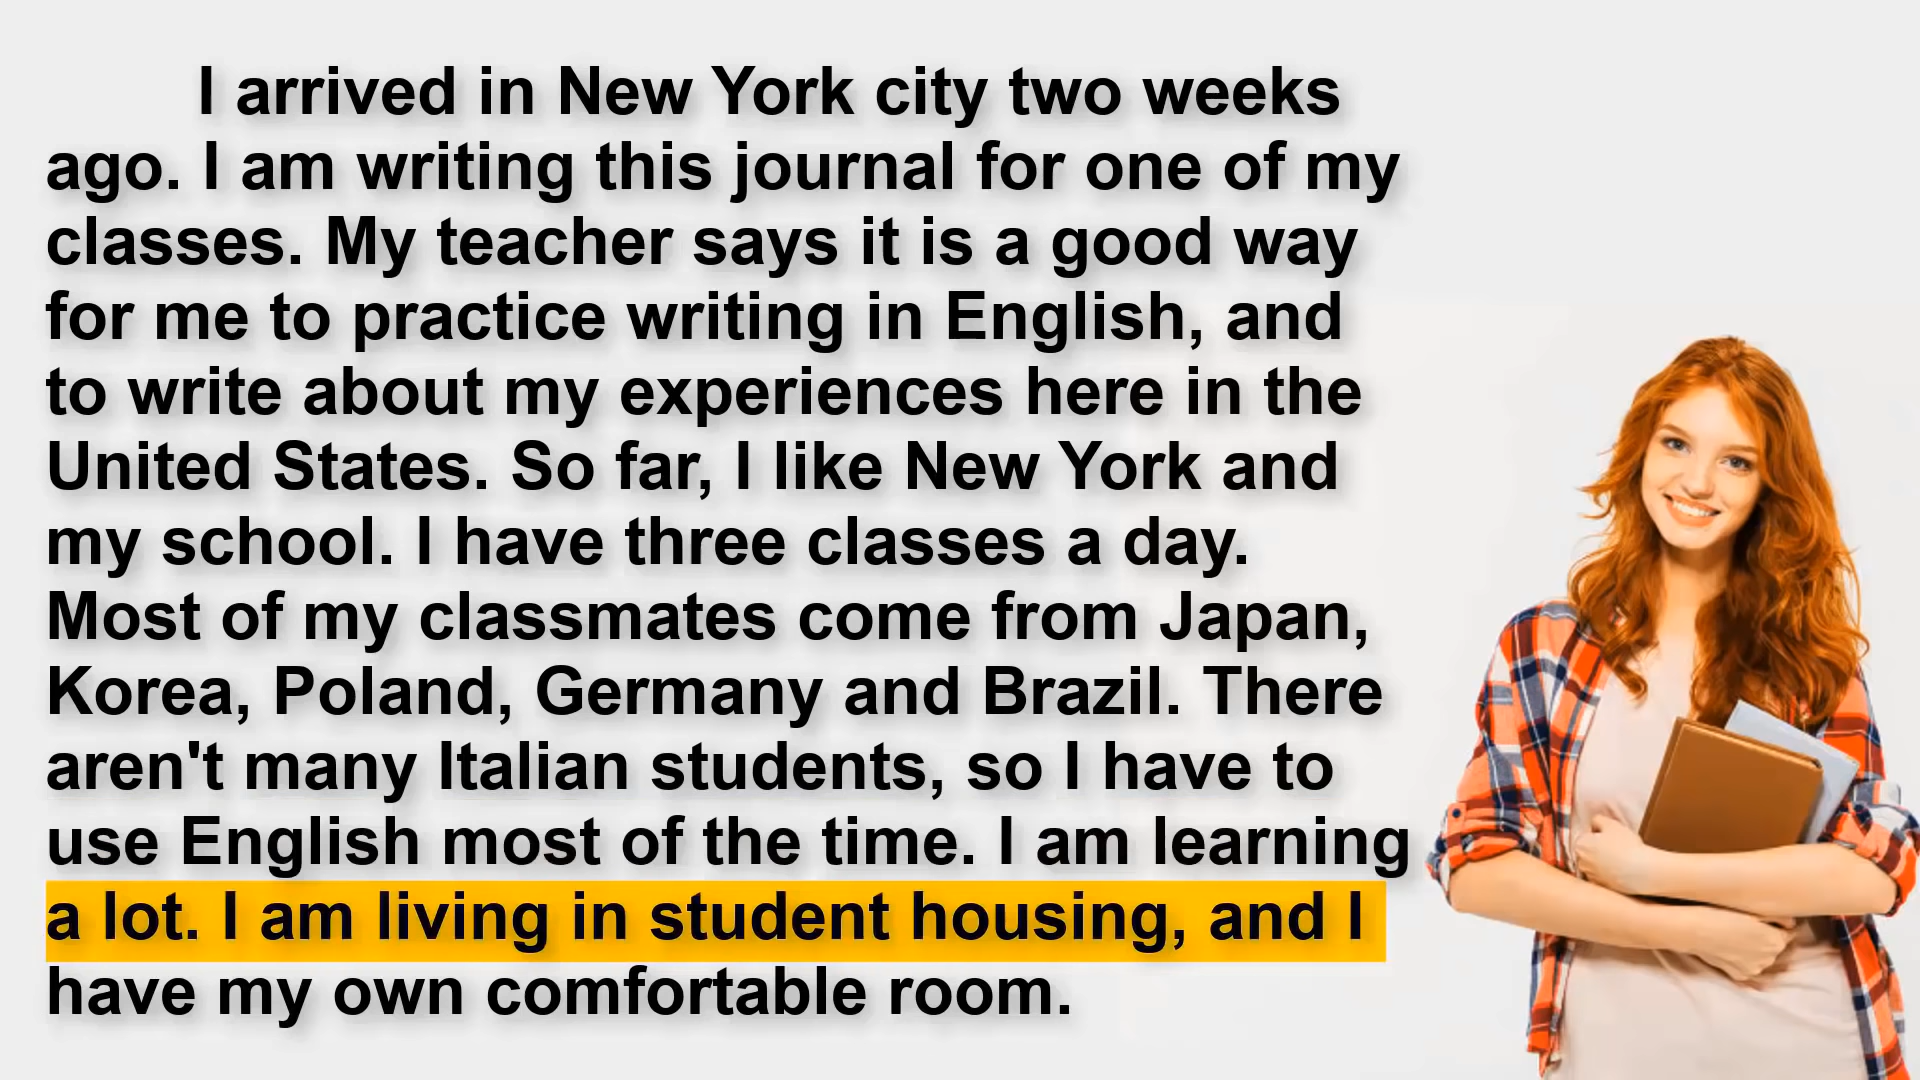 I arrived in New York city two weeks
ago. I am writing this journal for one of my
classes. My teacher says it is a good way
for me to practice writing in English, and
to write about my experiences here in the
United States. So far, I like New York and
my school. I have three classes a day.
Most of my classmates come from Japan,
Korea, Poland, Germany and Brazil. There
aren't many Italian students, so I have to
use English most of the time. I am learning
a lot. I am living in student housing, and I
have my own comfortable room.